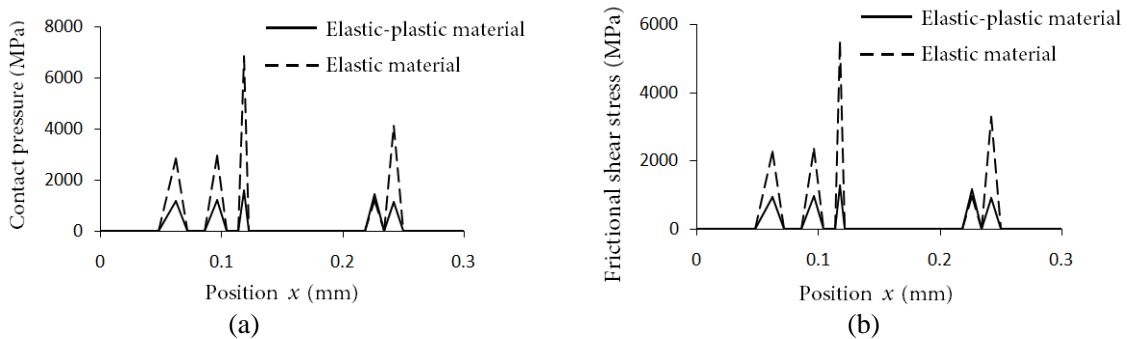 Contact pressure (MPa)
8000
6000
4000
2000
0
Elastic-plastic material
Elastic material
0
0.1
0.2
0.3
Position x (mm)
(a)
Frictional shear stress (MPa)
6000
4000
2000
0
Elastic-plastic material
Elastic material
0
0.1
0.2
0.3
Position x (mm)
(b)